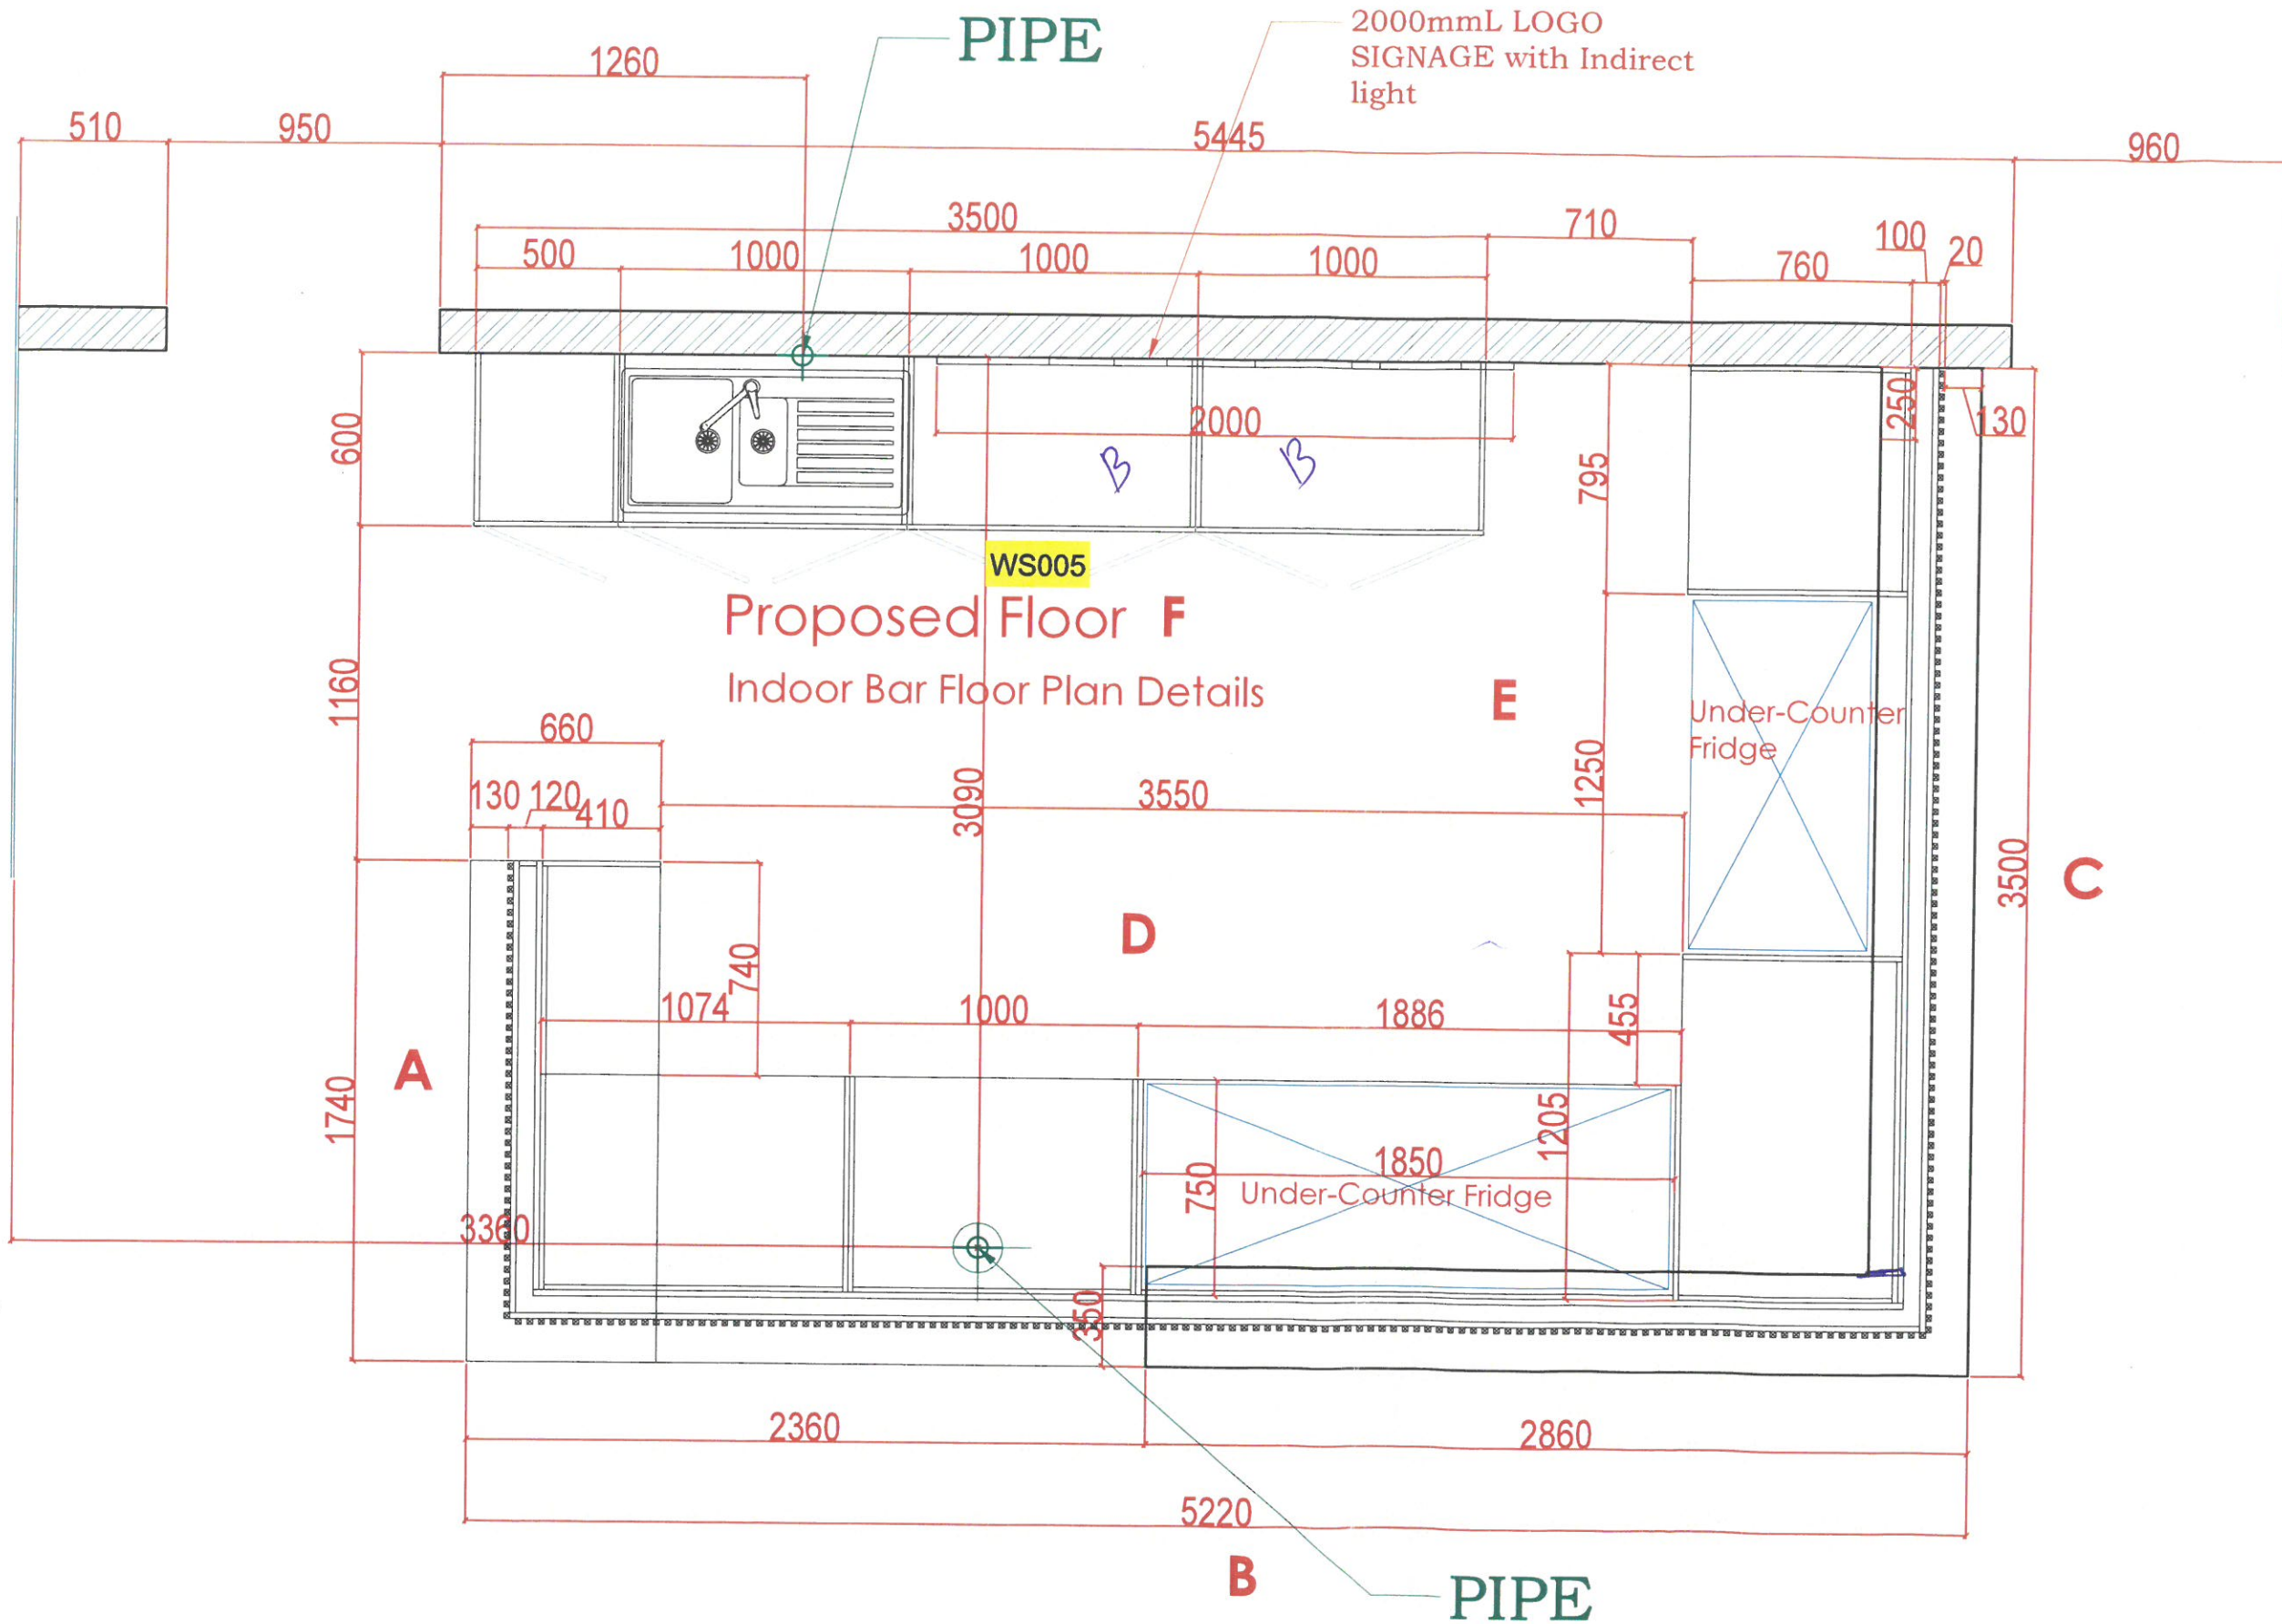 PIPE
2000mmL LOGO
SIGNAGE with Indirect
light
1260
510
950
5445
960
3500
710
500
1000
1000
1000
760
100
20
250
130
600
2000
B
B
795
WS005
Proposed Floor F
Indoor Bar Floor Plan Details
1160
E
Under-Counter
Fridge
660
130
120
410
3550
1250
3090
3500
C
D
740
1074
1000
1886
455
A
1740
1205
1850
750
Under-Counter Fridge
3360
350
2360
2860
5220
B
PIPE